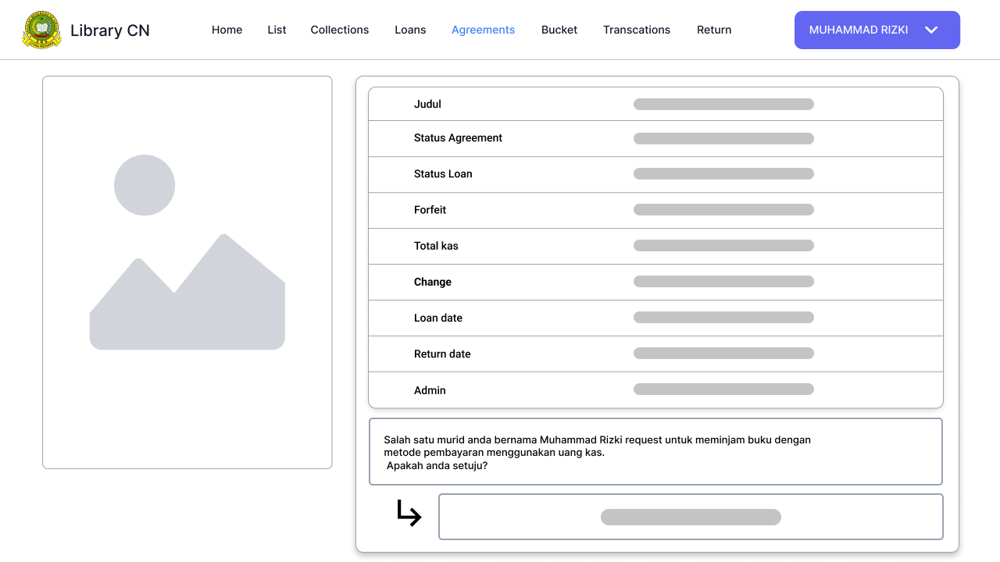 Library CN
Home
List
Collections
Loans
Agreements
Bucket
Transcations
Return
MUHAMMAD RIZKI
Judul
Status Agreement
Status Loan
Forfeit
Total kas
Change
Loan date
Return date
Admin
Salah satu murid anda bernama Muhammad Rizki request untuk meminjam buku dengan
metode pembayaran menggunakan uang kas.
Apakah anda setuju?